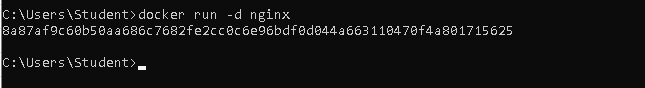 C:\Users\Student>docker run -d nginx
8a87af9c60b50aa686c7682fe2cc0c6e96bdf0d044a663110470f4a801715625
C:\Users\Student>